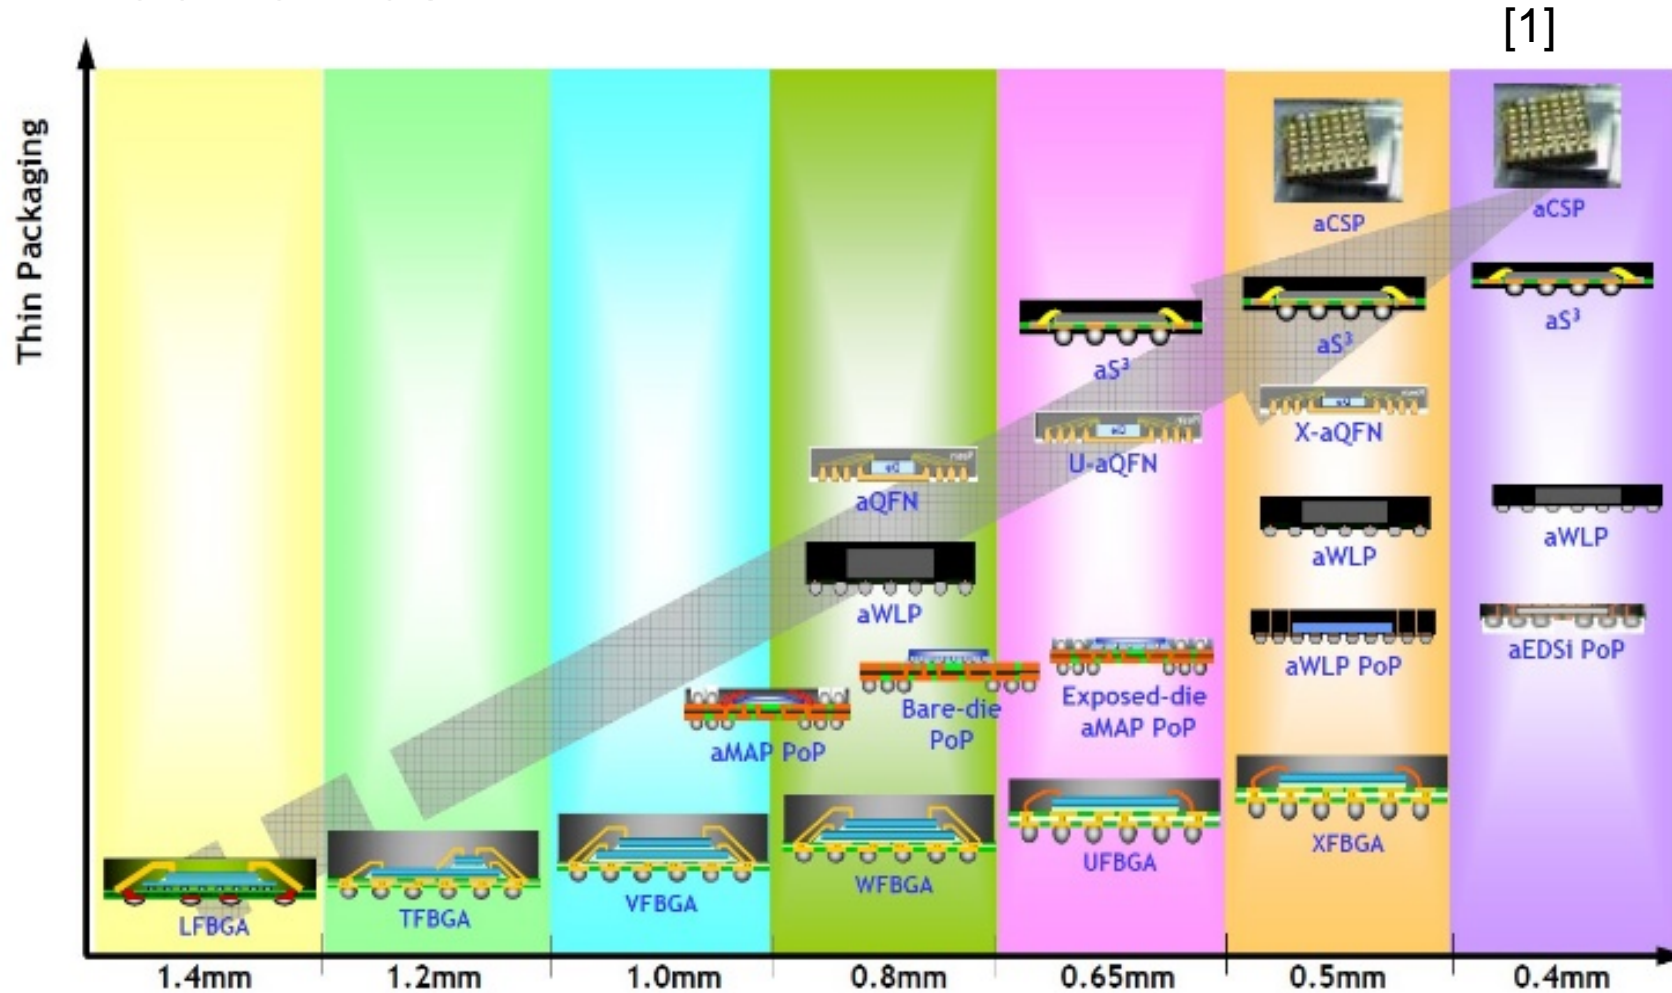 [1]
Thin Packaging
aCSP
aCSP
aS³
aS³
aS³
X-aQFN
U-aQFN
aQFN
aWLP
aWLP
aWLP
aWLP PoP
aEDSi PoP
Exposed-die
aMAP PoP
Bare-die
PoP
aMAP PoP
XFBGA
UFBGA
WFBGA
VFBGA
TFBGA
LFBGA
1.4mm
1.2mm
1.0mm
0.8mm
0.65mm
0.5mm
0.4mm